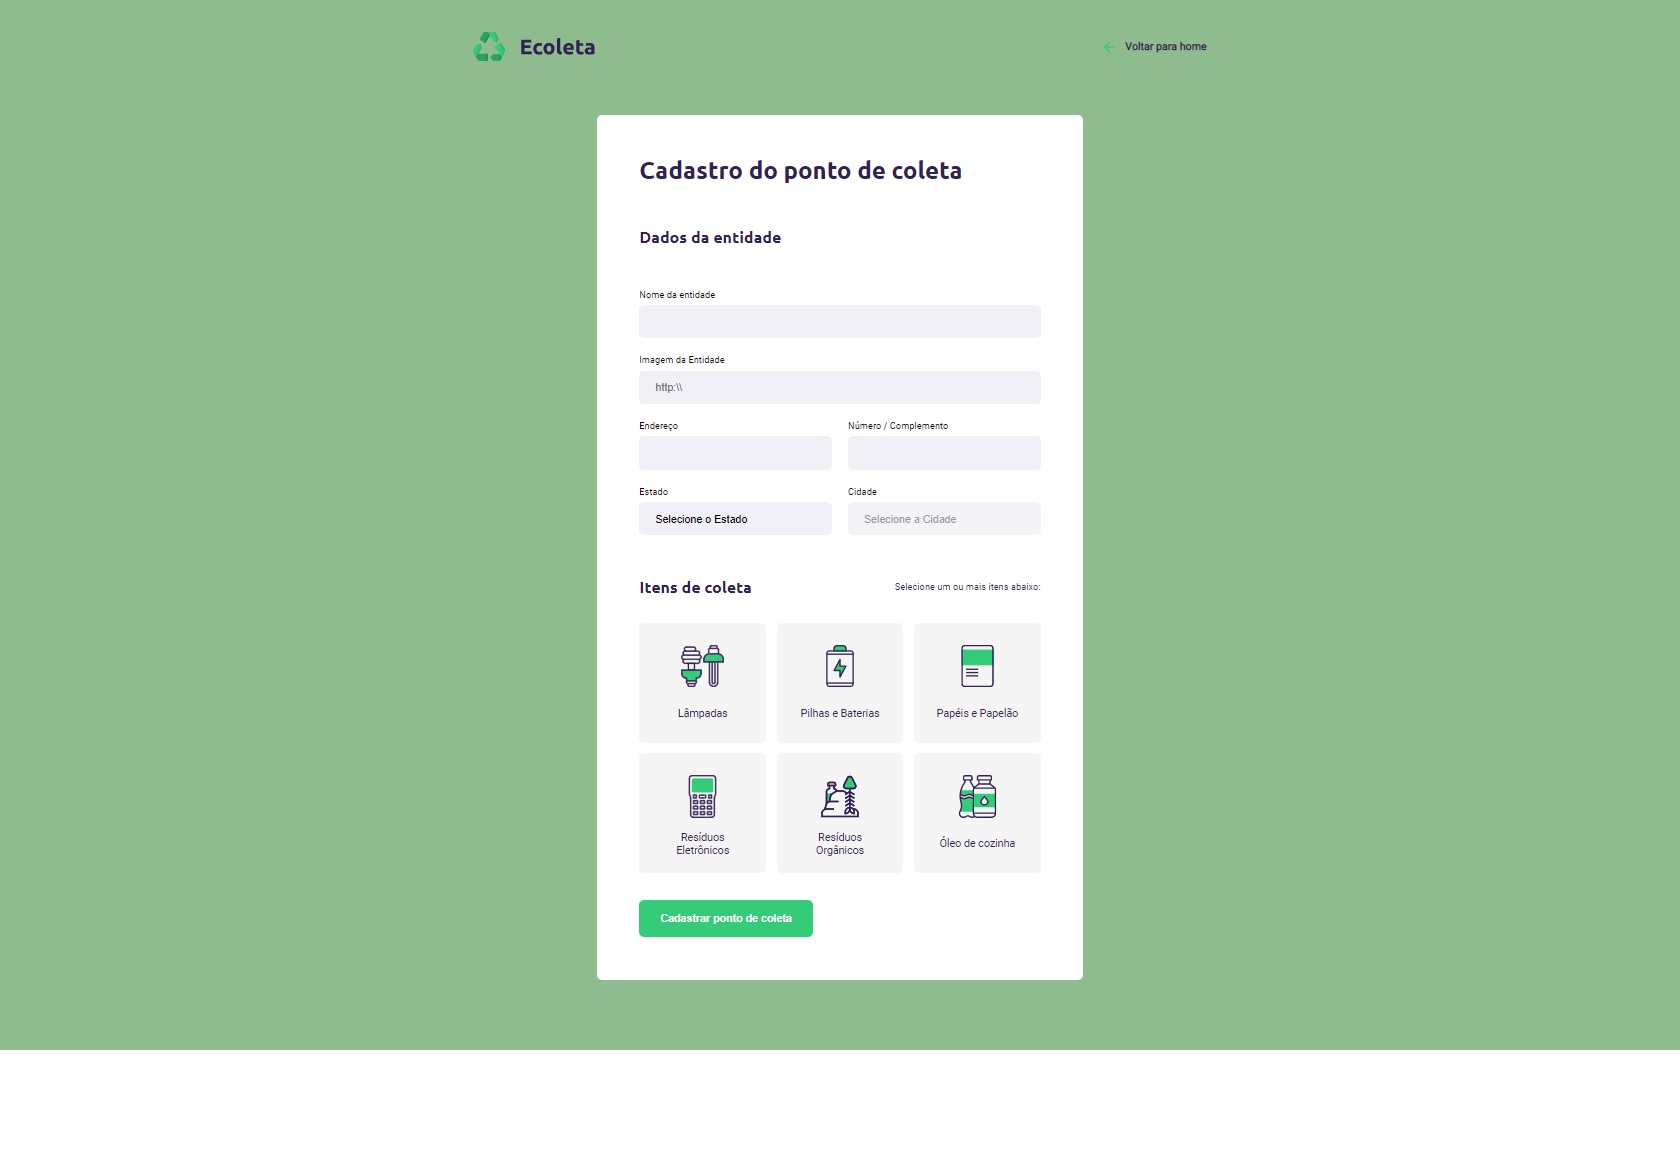 Ecoleta
Voltar para home
Cadastro do ponto de coleta
Dados da entidade
Nome da entidade
Imagem da Entidade
http:\\
Endereço
Número / Complemento
Estado
Cidade
Selecione o Estado
Selecione a Cidade
Itens de coleta
Selecione um ou mais itens abaixo:
Lâmpadas
Pilhas e Baterias
Papéis e Papelão
Resíduos
Eletrônicos
Resíduos
Orgânicos
Óleo de cozinha
Cadastrar ponto de coleta